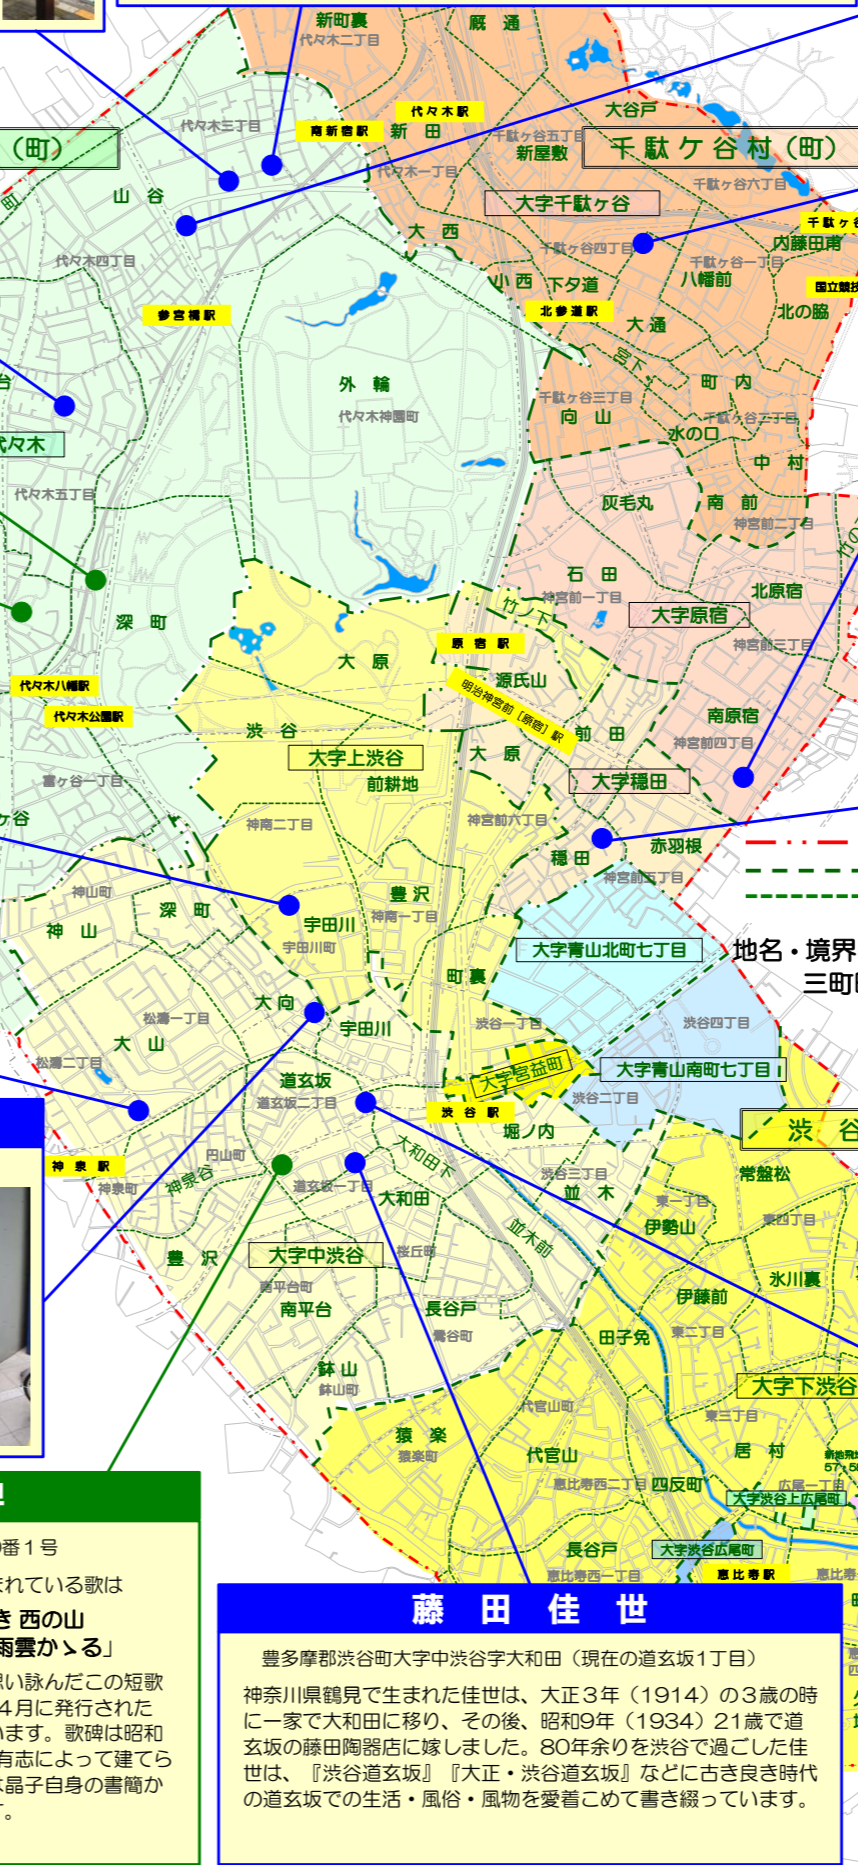 新町裏
厩 通
代々木二丁目
代々木三丁目
代々木駅
南新宿駅
新 田
大谷戸
千駄ヶ谷五丁目
新屋敷
(町)
千駄ケ谷村(町)
代々木一丁目
千駄ヶ谷六丁目
町
山 谷
大字千駄ヶ谷
千駄ヶ
大 西
千駄ヶ谷四丁目
内藤田甫
代々木四丁目
千駄ヶ谷一丁目
八幡前
小 西
下夕道
国立競技
参宮橋駅
北参道駅
北の脇
大 通
宮下
台
外 輪
町 内
千駄ヶ谷三丁目
代々木神園町
向 山
千駄ヶ谷二丁目
水の口
代々木
中 村
代々木五丁目
灰毛丸
南 前
神宮前二丁目
竹の
石 田
北原宿
神宮前一丁目
竹ノ下
大字原宿
深 町
原 宿 駅
神宮前三丁目
大 原
源氏山
代々木八幡駅
明治神宮前[原宿]駅
代々木公園駅
南原宿
渋 谷
前 田
神宮前四丁目
大字上渋谷
大 原
大字穏田
前耕地
富ヶ谷一丁目
ヶ谷
神南二丁目
神宮前六丁目
赤羽根
穏田
神宮前五丁目
神山町
豊 沢
深 町
神南一丁目
神 山
宇田川
宇田川町
大字青山北町七丁目
地名・境界
町裏
三町
大向
松濤一丁目
宇田川
渋谷一丁目
渋谷四丁目
大 山
松濤二丁目
大字宮益町
大字青山南町七丁目
道玄坂
渋谷二丁目
道玄坂二丁目
渋 谷 駅
渋 谷
堀ノ内
大和田下
神 泉 駅
円山町
神泉町
神泉谷
渋谷三丁目
常盤松
道玄坂一丁目
並 木
大和田
東一丁目
東四丁目
伊勢山
並木前
豊 沢
大字中渋谷
桜丘町
氷川裏
南平台町
伊藤前
南平台
長谷戸
鶯谷町
田子免
東二丁目
鉢 山
鉢山町
大字下渋谷
代官山町
東三丁目
猿 楽
猿楽町
代官山
居 村
恵比寿西二丁目
四反町
広尾一丁目
大字渋谷上広尾町
長谷戸
大字渋谷広尾町
恵比寿西一丁目
恵比寿駅
恵比寿
番1号
まれている歌は
き 西の山
雨雲かゝる」
思い詠んだこの短歌
4月に発行された
います。歌碑は昭和
有志によって建てら
は晶子自身の書簡か
す。
藤 田 佳 世
豊多摩郡渋谷町大字中渋谷字大和田(現在の道玄坂1丁目)
神奈川県鶴見で生まれた佳世は、大正3年(1914)の3歳の時
に一家で大和田に移り、その後、昭和9年(1934)21歳で道
玄坂の藤田陶器店に嫁しました。80年余りを渋谷で過ごした佳
世は、『渋谷道玄坂』『大正・渋谷道玄坂』などに古き良き時代
の道玄坂での生活・風俗・風物を愛着こめて書き綴っています。